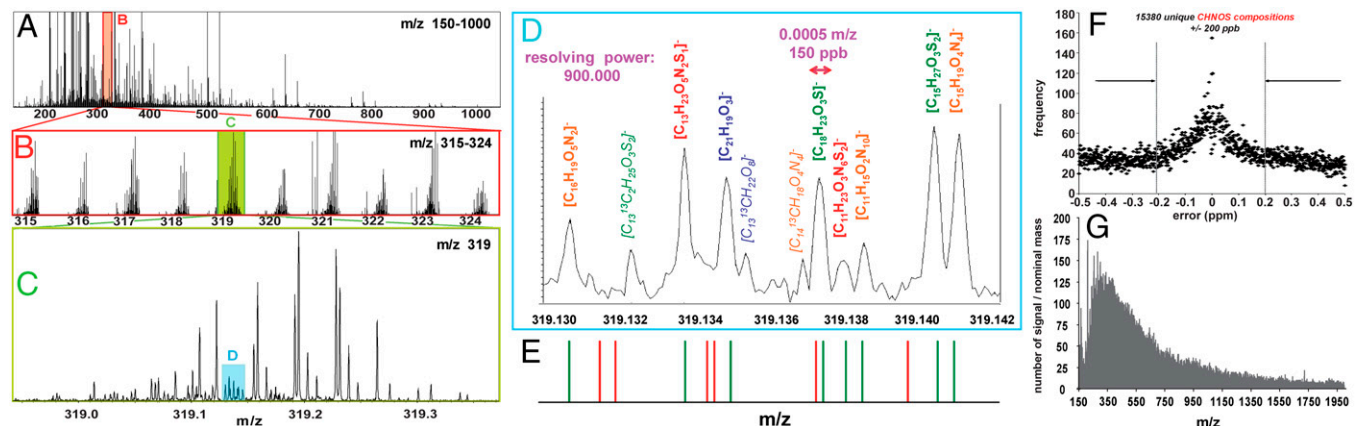 A
B
m/z 150-1000
200 300 400 500 600 700 800 900 1000
C
B
m/z 315-324
315 316 317 318 319 320 321 322 323 324
C
m/z 319
D
319.0 319.1 319.2 319.3
m/z
D
resolving power:
900.000
0.0005 m/z
150 ppb
[C16H19O5N2]-
[C13 13CC2H25O3S2]-
[C13H23O5N2S1]-
[C21H19O3]-
[C13 13CH22O8]-
[C14 13CH18O4N4]-
[C18H23O3S]-
[C11H23O3N6S2]-
[C11H15O2N10]-
[C15H27O3S2]-
[C15H19O4N4]-
319.130 319.132 319.134 319.136 319.138 319.140 319.142
E
m/z
F
15380 unique CHNOS compositions
+/- 200 ppb
frequency
180
160
140
120
100
80
60
40
20
0
-0.5 -0.4 -0.3 -0.2 -0.1 0 0.1 0.2 0.3 0.4 0.5
error (ppm)
G
number of signal / nominal mass
200
175
150
125
100
75
50
25
0
150 350 550 750 950 1150 1350 1550 1750 1950
m/z